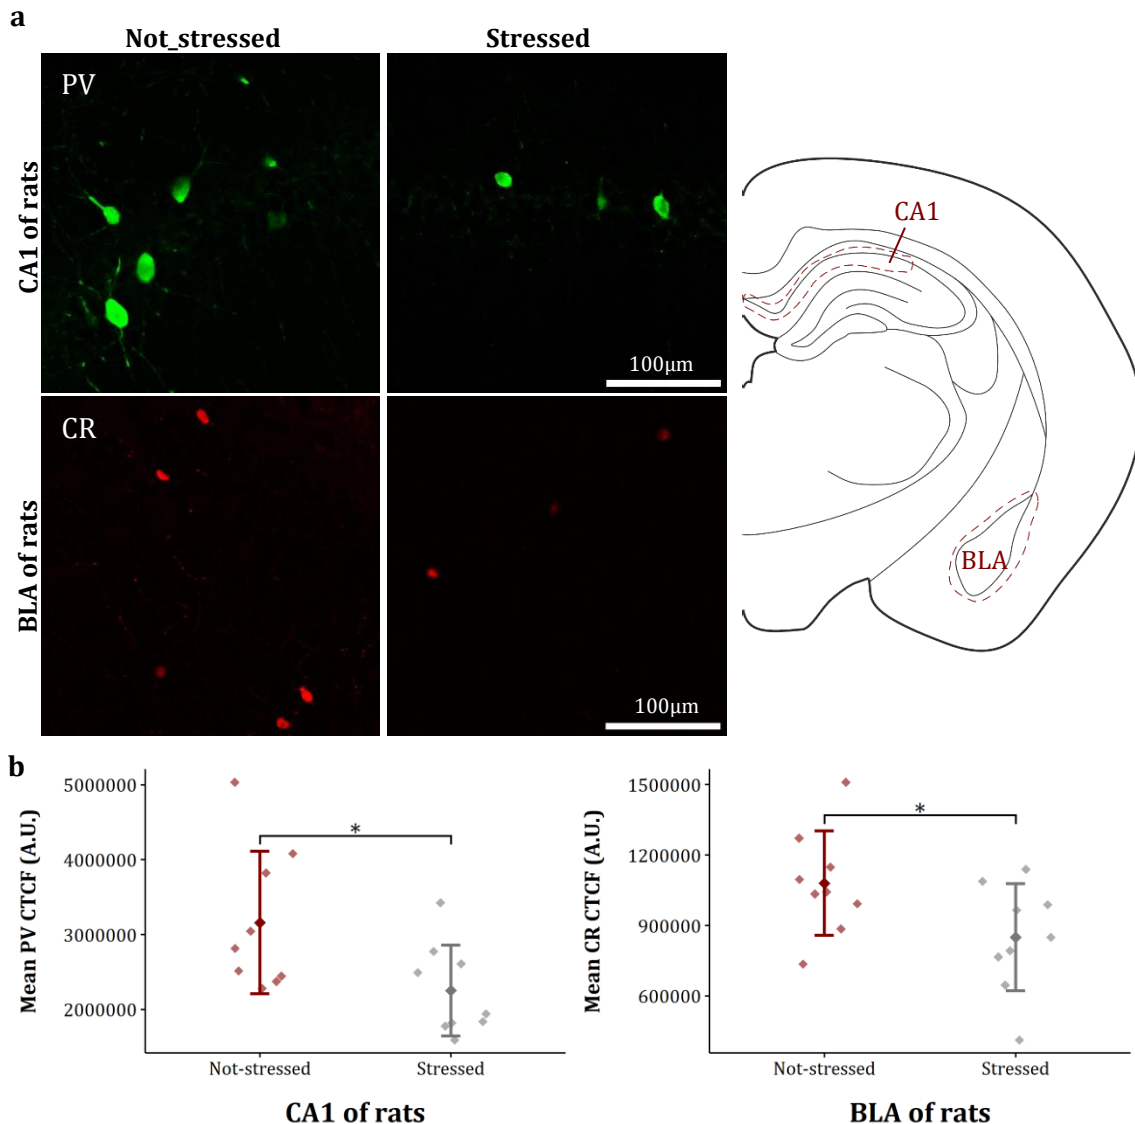 a
Not_stressed
Stressed
CA1 of rats
PV
100μm
CA1
BLA of rats
CR
100μm
BLA
b
Mean PV CTCF (A.U.)
5000000
4000000
3000000
2000000
*
Not-stressed
Stressed
CA1 of rats
Mean CR CTCF (A.U.)
1500000
1200000
900000
600000
*
Not-stressed
Stressed
BLA of rats